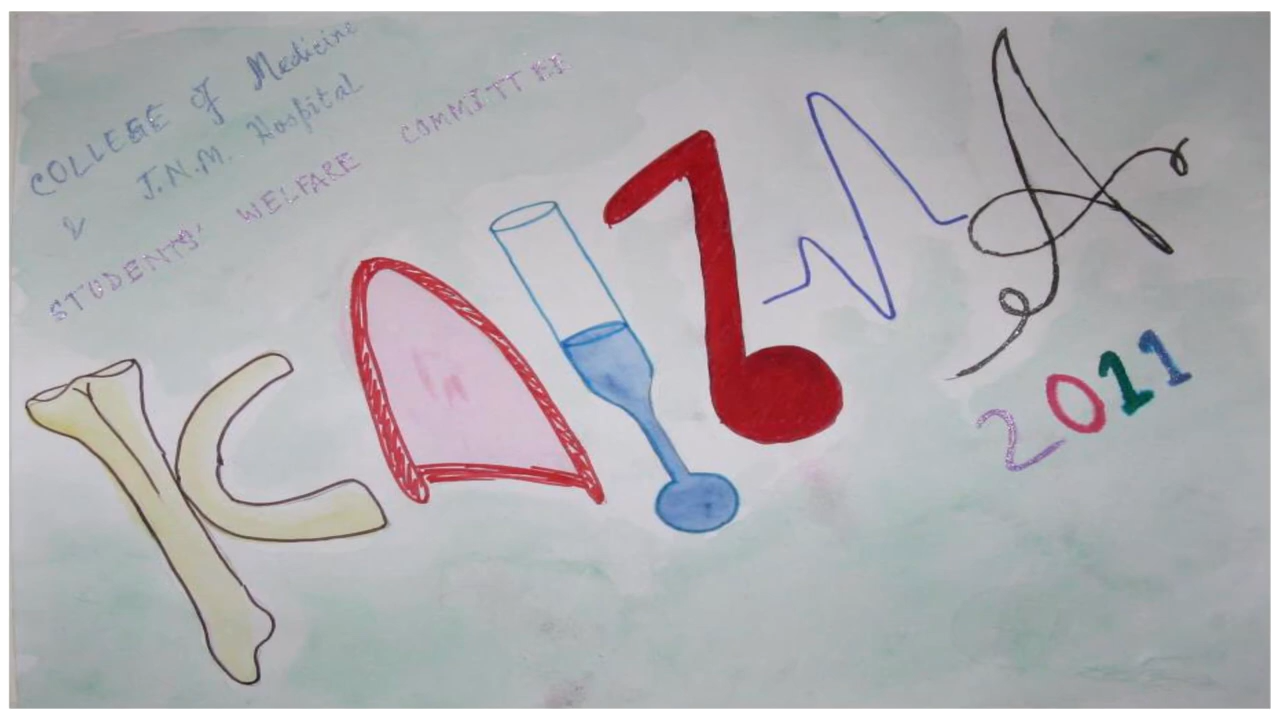 COLLEGE of Medicine
& J.N.M. Hospital
STUDENTS' WELFARE COMMITTEE
2011